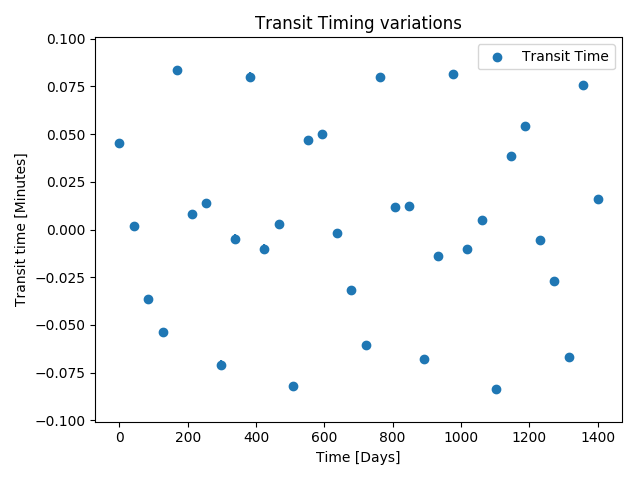 Transit Timing variations
Transit Time
0.100
0.075
0.050
0.025
0.000
−0.025
−0.050
−0.075
−0.100
Transit time [Minutes]
0 200 400 600 800 1000 1200 1400
Time [Days]